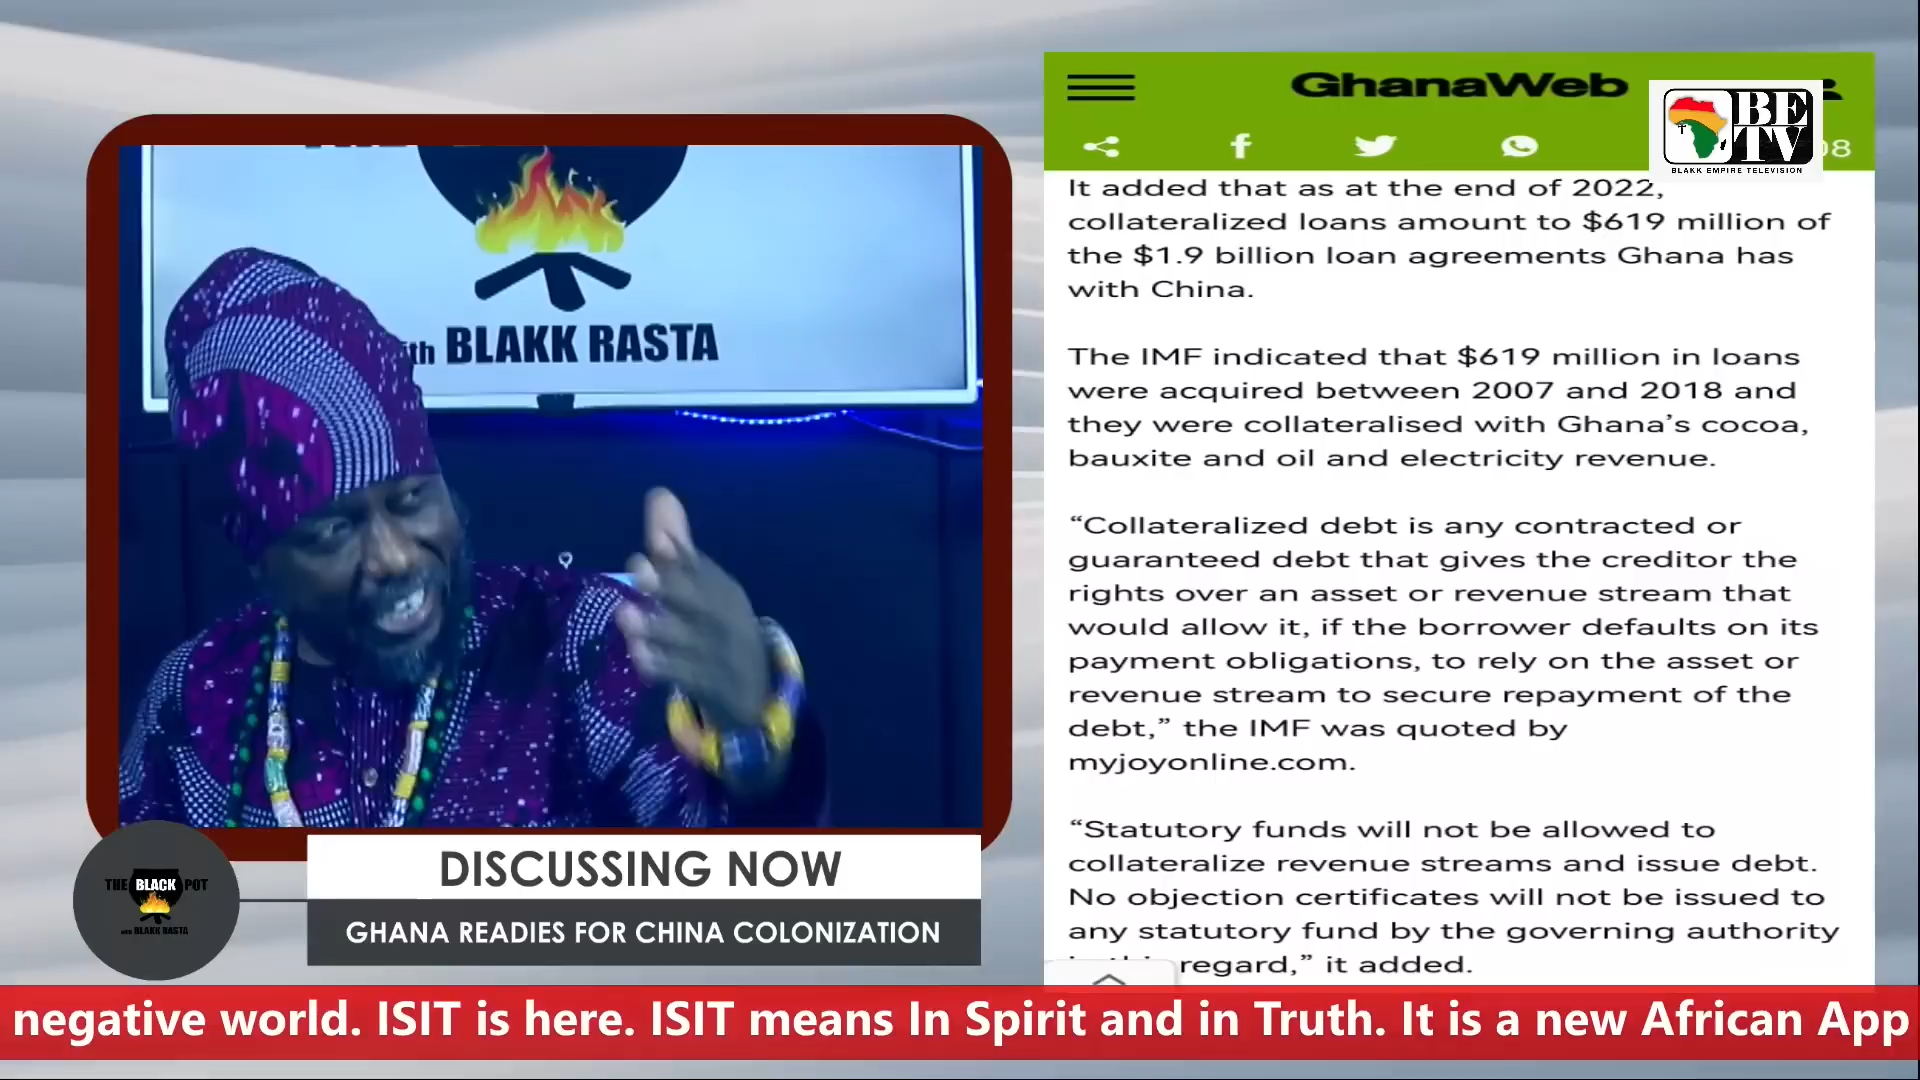 GhanaWeb
BE
TV
BLAKK EMPIRE TELEVISION
08
It added that as at the end of 2022,
collateralized loans amount to $619 million of
the $1.9 billion loan agreements Ghana has
with China.
The IMF indicated that $619 million in loans
were acquired between 2007 and 2018 and
they were collateralised with Ghana’s cocoa,
bauxite and oil and electricity revenue.
“Collateralized debt is any contracted or
guaranteed debt that gives the creditor the
rights over an asset or revenue stream that
would allow it, if the borrower defaults on its
payment obligations, to rely on the asset or
revenue stream to secure repayment of the
debt,” the IMF was quoted by
myjoyonline.com.
“Statutory funds will not be allowed to
collateralize revenue streams and issue debt.
No objection certificates will not be issued to
any statutory fund by the governing authority
regard,” it added.
BLAKK RASTA
THE BLACK POT
with BLAKK RASTA
DISCUSSING NOW
GHANA READIES FOR CHINA COLONIZATION
negative world. ISIT is here. ISIT means In Spirit and in Truth. It is a new African App